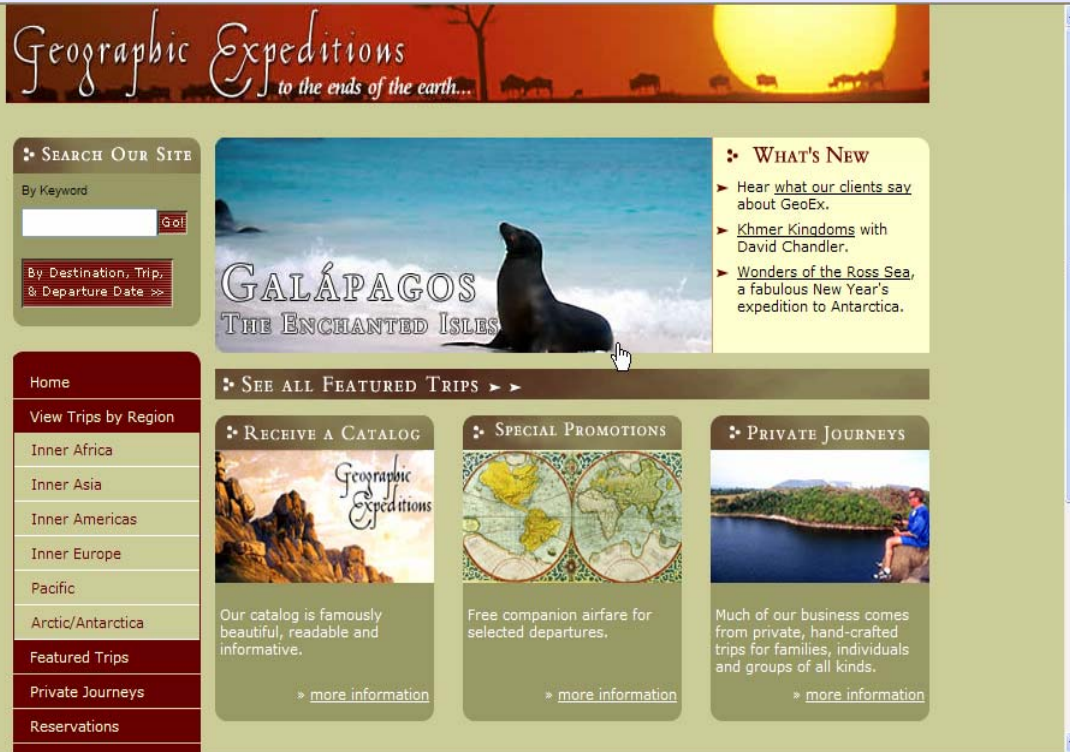 Geographic Expeditions
to the ends of the earth...
SEARCH OUR SITE
By Keyword
Go!
By Destination, Trip,
& Departure Date >>
Home
View Trips by Region
Inner Africa
Inner Asia
Inner Americas
Inner Europe
Pacific
Arctic/Antarctica
Featured Trips
Private Journeys
Reservations
GALÁPAGOS
THE ENCHANTED ISLES
WHAT'S NEW
Hear what our clients say
about GeoEx.
Khmer Kingdoms with
David Chandler.
Wonders of the Ross Sea,
a fabulous New Year's
expedition to Antarctica.
SEE ALL FEATURED TRIPS
RECEIVE A CATALOG
Geographic
Expeditions
Our catalog is famously
beautiful, readable and
informative.
» more information
SPECIAL PROMOTIONS
Free companion airfare for
selected departures.
» more information
PRIVATE JOURNEYS
Much of our business comes
from private, hand-crafted
trips for families, individuals
and groups of all kinds.
» more information